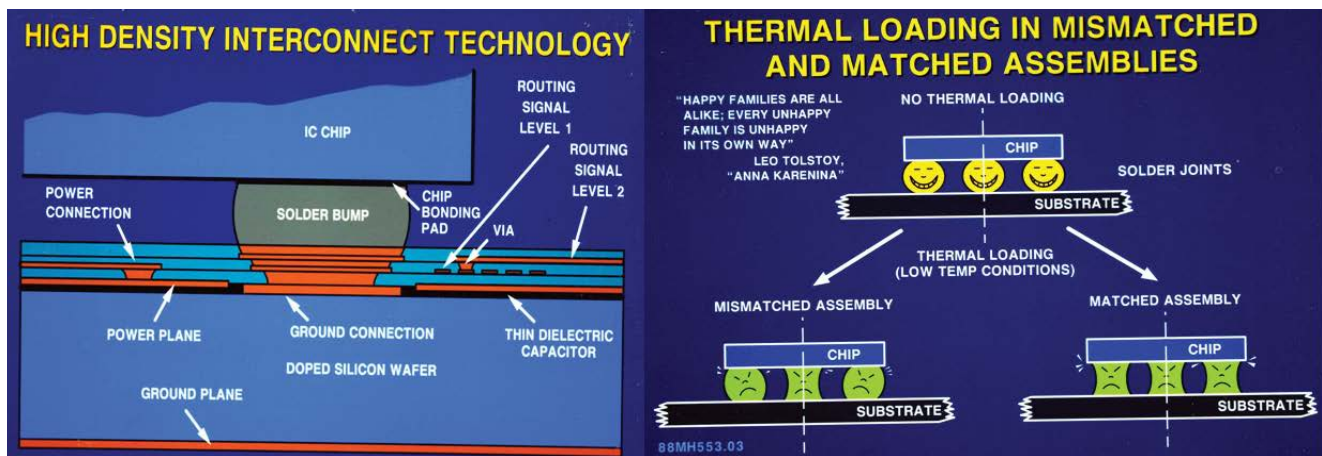 HIGH DENSITY INTERCONNECT TECHNOLOGY
ROUTING
SIGNAL
LEVEL 1
IC CHIP
ROUTING
SIGNAL
LEVEL 2
POWER
CONNECTION
SOLDER BUMP
CHIP
BONDING
PAD
VIA
POWER PLANE
GROUND CONNECTION
THIN DIELECTRIC
CAPACITOR
DOPED SILICON WAFER
GROUND PLANE
THERMAL LOADING IN MISMATCHED
AND MATCHED ASSEMBLIES
"HAPPY FAMILIES ARE ALL
ALIKE; EVERY UNHAPPY
FAMILY IS UNHAPPY
IN ITS OWN WAY"
LEO TOLSTOY,
"ANNA KARENINA"
NO THERMAL LOADING
CHIP
SOLDER JOINTS
SUBSTRATE
THERMAL LOADING
(LOW TEMP CONDITIONS)
MISMATCHED ASSEMBLY
CHIP
SUBSTRATE
MATCHED ASSEMBLY
CHIP
SUBSTRATE
88MH553.03